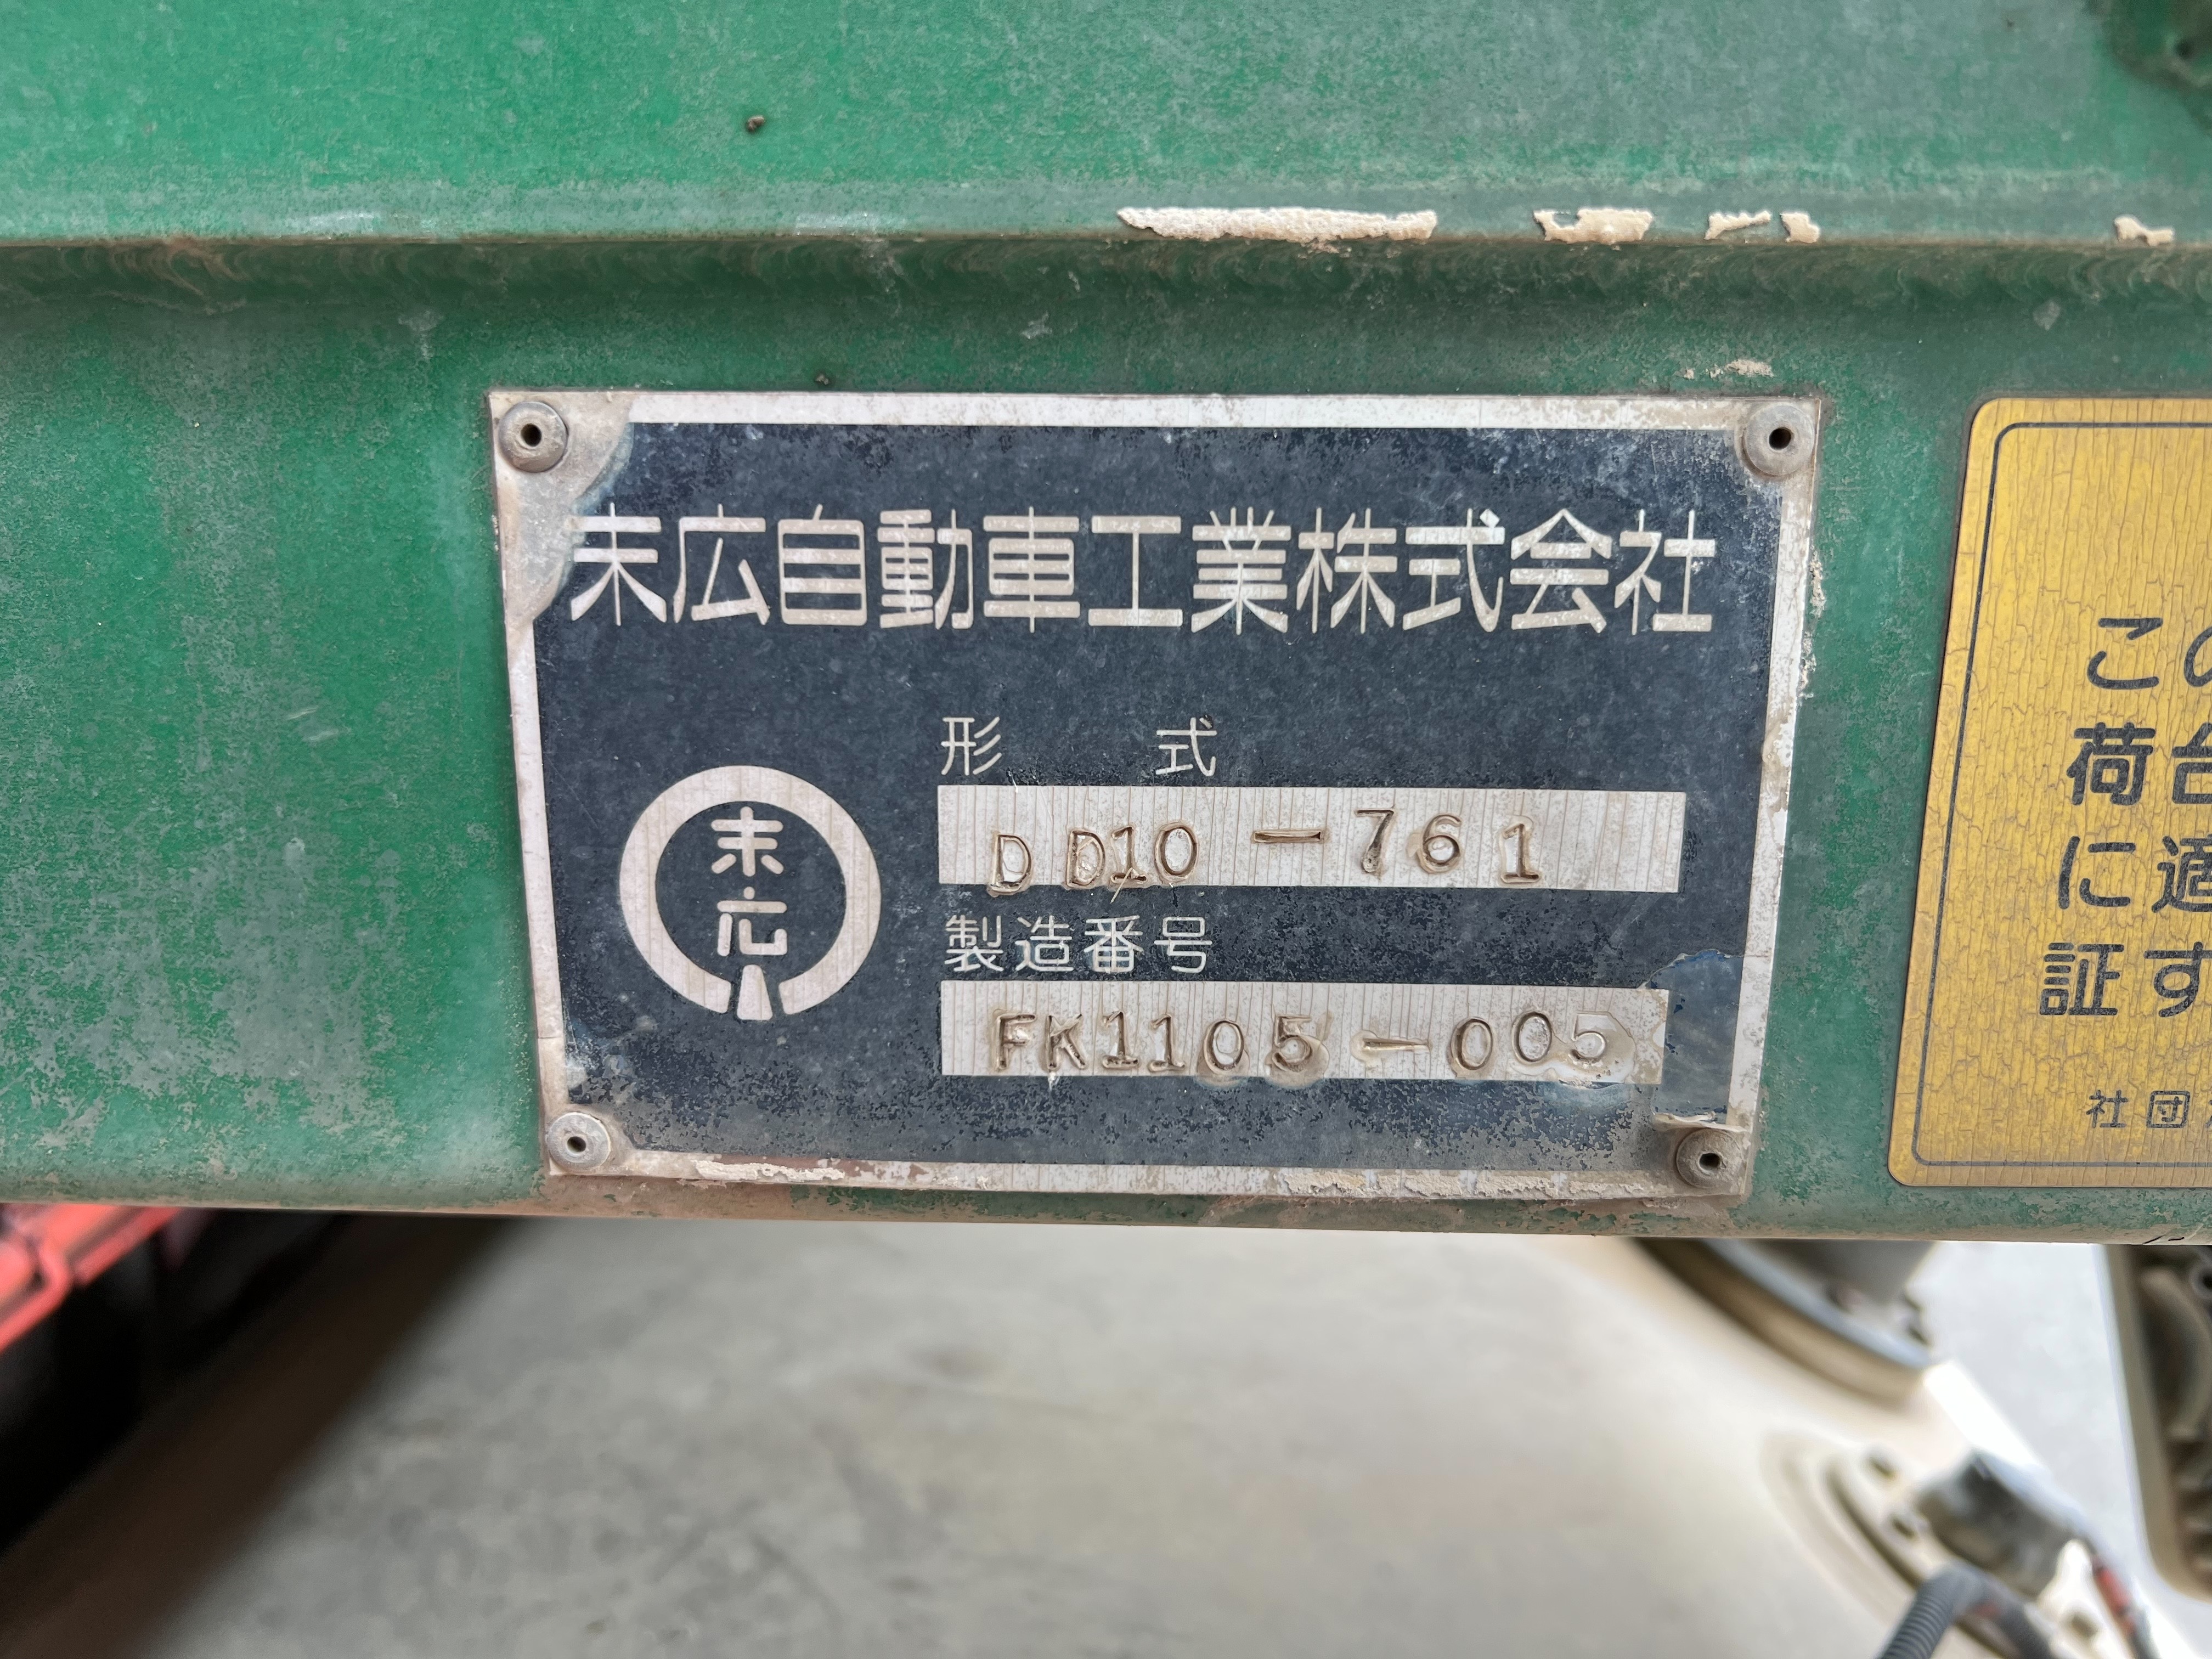 末広自動車工業株式会社
形 式
DD10-761
末広
製造番号
FK1105-005
この
荷台
に適
証す
社団